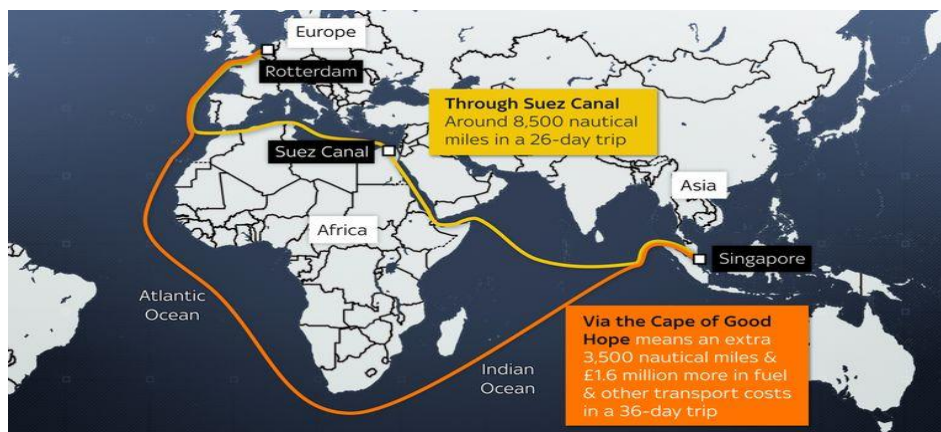 Europe
Rotterdam
Through Suez Canal
Around 8,500 nautical
miles in a 26-day trip
Suez Canal
Asia
Africa
Singapore
Atlantic
Ocean
Indian
Ocean
Via the Cape of Good
Hope means an extra
3,500 nautical miles &
£1.6 million more in fuel
& other transport costs
in a 36-day trip